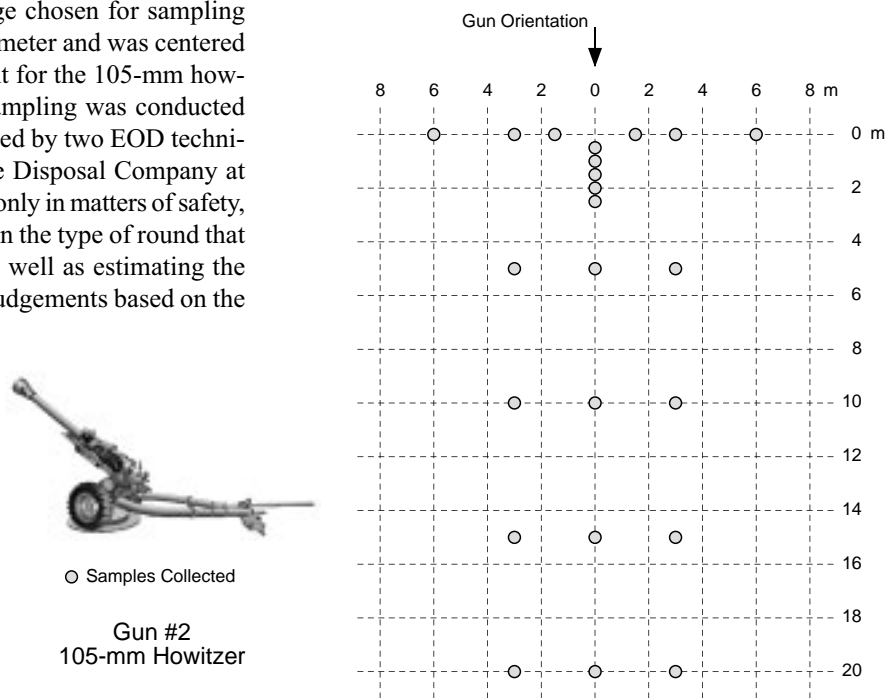 ge chosen for sampling
meter and was centered
t for the 105-mm how-
ampling was conducted
ed by two EOD techni-
e Disposal Company at
only in matters of safety,
n the type of round that
well as estimating the
udgements based on the
Samples Collected
Gun #2
105-mm Howitzer
Gun Orientation
8 6 4 2 0 2 4 6 8 m
0 m
2
4
6
8
10
12
14
16
18
20